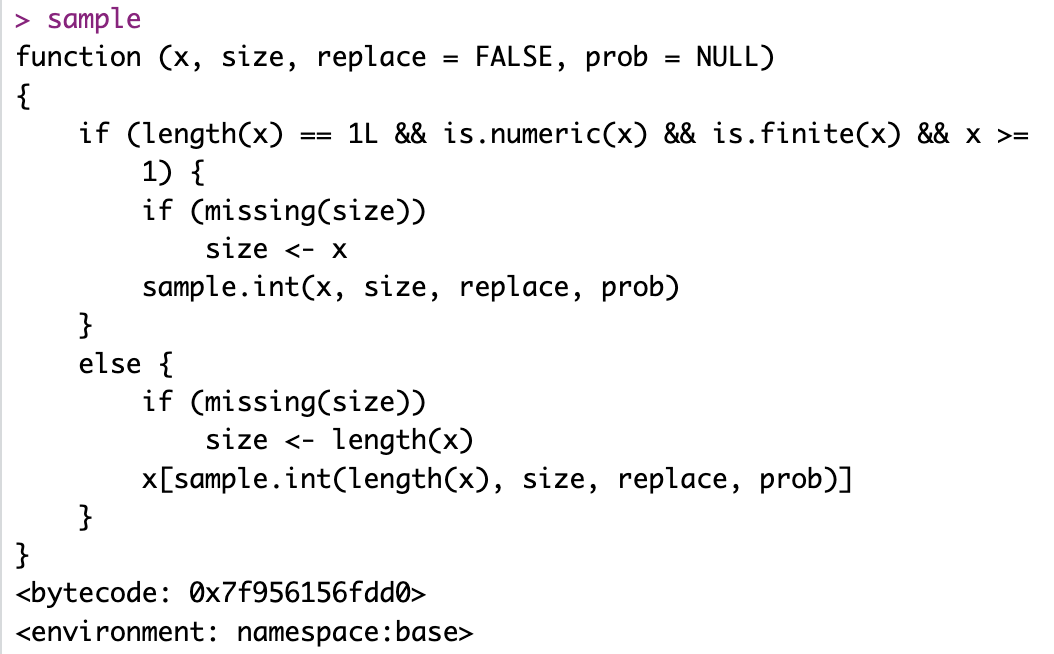 > sample
function (x, size, replace = FALSE, prob = NULL)
{
    if (length(x) == 1L && is.numeric(x) && is.finite(x) && x >=
        1) {
        if (missing(size))
            size <- x
        sample.int(x, size, replace, prob)
    }
    else {
        if (missing(size))
            size <- length(x)
        x[sample.int(length(x), size, replace, prob)]
    }
}
<bytecode: 0x7f956156fdd0>
<environment: namespace:base>